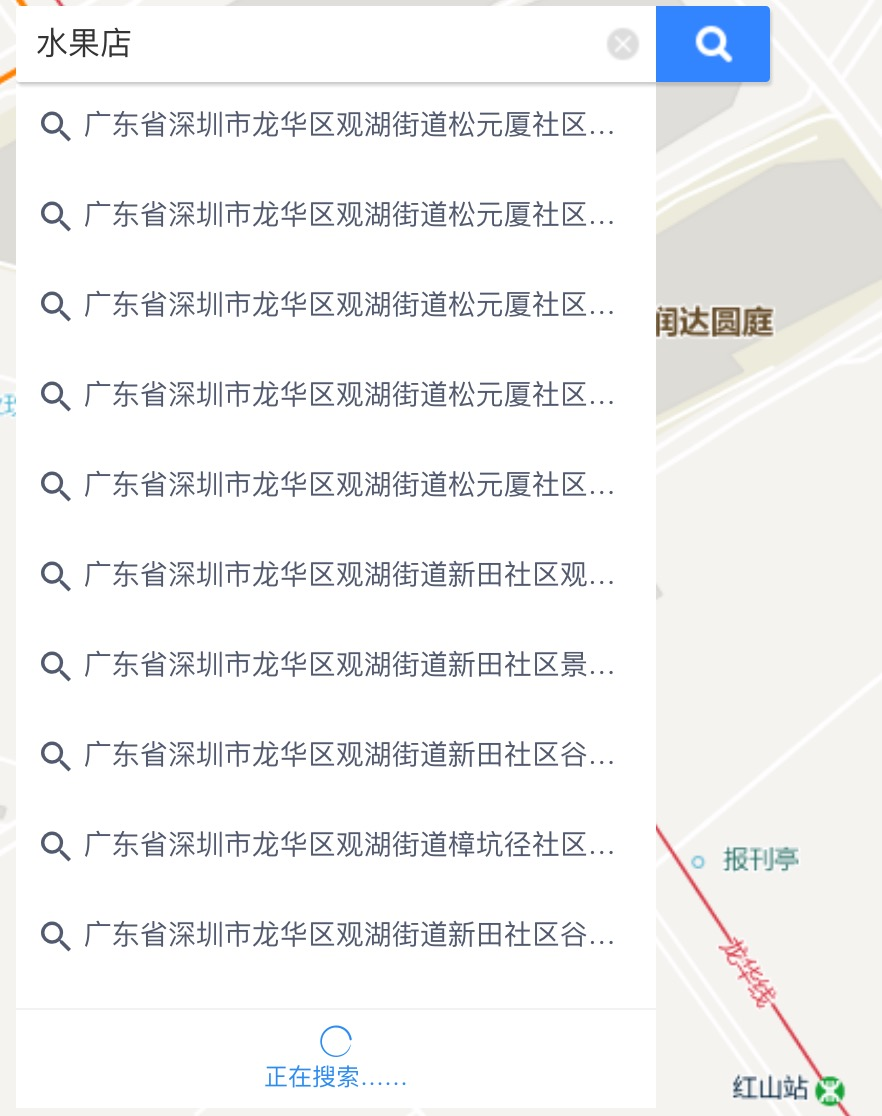 水果店
广东省深圳市龙华区观湖街道松元厦社区...
广东省深圳市龙华区观湖街道松元厦社区...
广东省深圳市龙华区观湖街道松元厦社区...
广东省深圳市龙华区观湖街道松元厦社区...
广东省深圳市龙华区观湖街道松元厦社区...
广东省深圳市龙华区观湖街道新田社区观...
广东省深圳市龙华区观湖街道新田社区景...
广东省深圳市龙华区观湖街道新田社区谷...
广东省深圳市龙华区观湖街道樟坑径社区...
广东省深圳市龙华区观湖街道新田社区谷...
正在搜索......
润达圆庭
报刊亭
龙华线
红山站